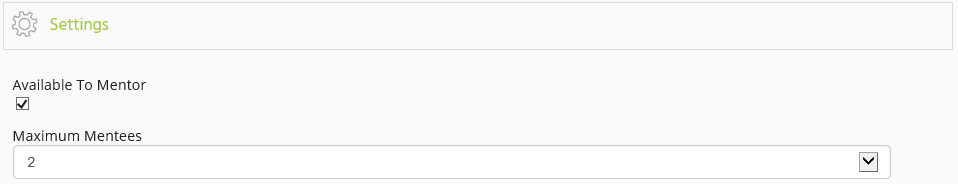 Settings
Available To Mentor
Maximum Mentees
2